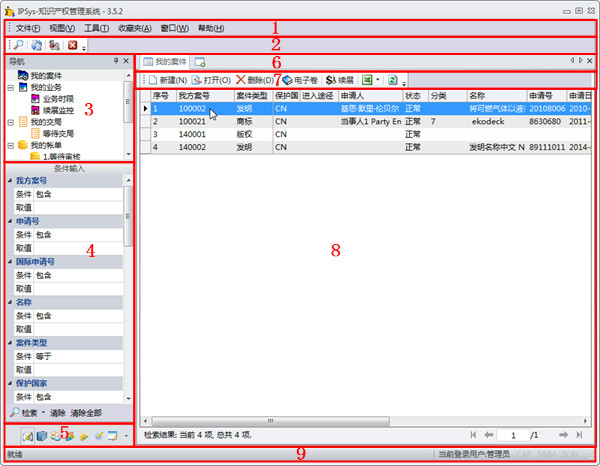 IPSys-知识产权管理系统 - 3.5.2
文件(F) 视图(V) 工具(T) 收藏夹(A) 窗口(W) 帮助(H)
1
2
导航
我的案件
我的业务
业务时限
续展监控
我的交局
等待交局
我的帐单
1.等待审核
3
条件输入
我方案号
条件 包含
取值
申请号
条件 包含
取值
国际申请号
条件 包含
取值
名称
条件 包含
取值
案件类型
条件 等于
取值
保护国家
条件 包含
4
检索 清除 清除全部
5
我的案件
6
新建(N) 打开(O) 删除(D) 电子卷 续展
7
序号 我方案号 案件类型 保护国 进入途径 申请人 状态 分类 名称 申请号 申请日
1 100002 发明 CN 基恩·默里·伦贝尔 正常 将可燃气体以液 20108006 2010-
2 100021 商标 CN 当事人1 Party En 正常 7 ekodeck 8630680 2011-
3 140001 版权 CN 正常
4 140002 发明 CN 正常 发明名称中文 N 89111011 2014-
8
检索结果: 当前 4 项, 总共 4 项.
1 /1
就绪
9
当前登录用户:管理员
CAP NUM SCRL